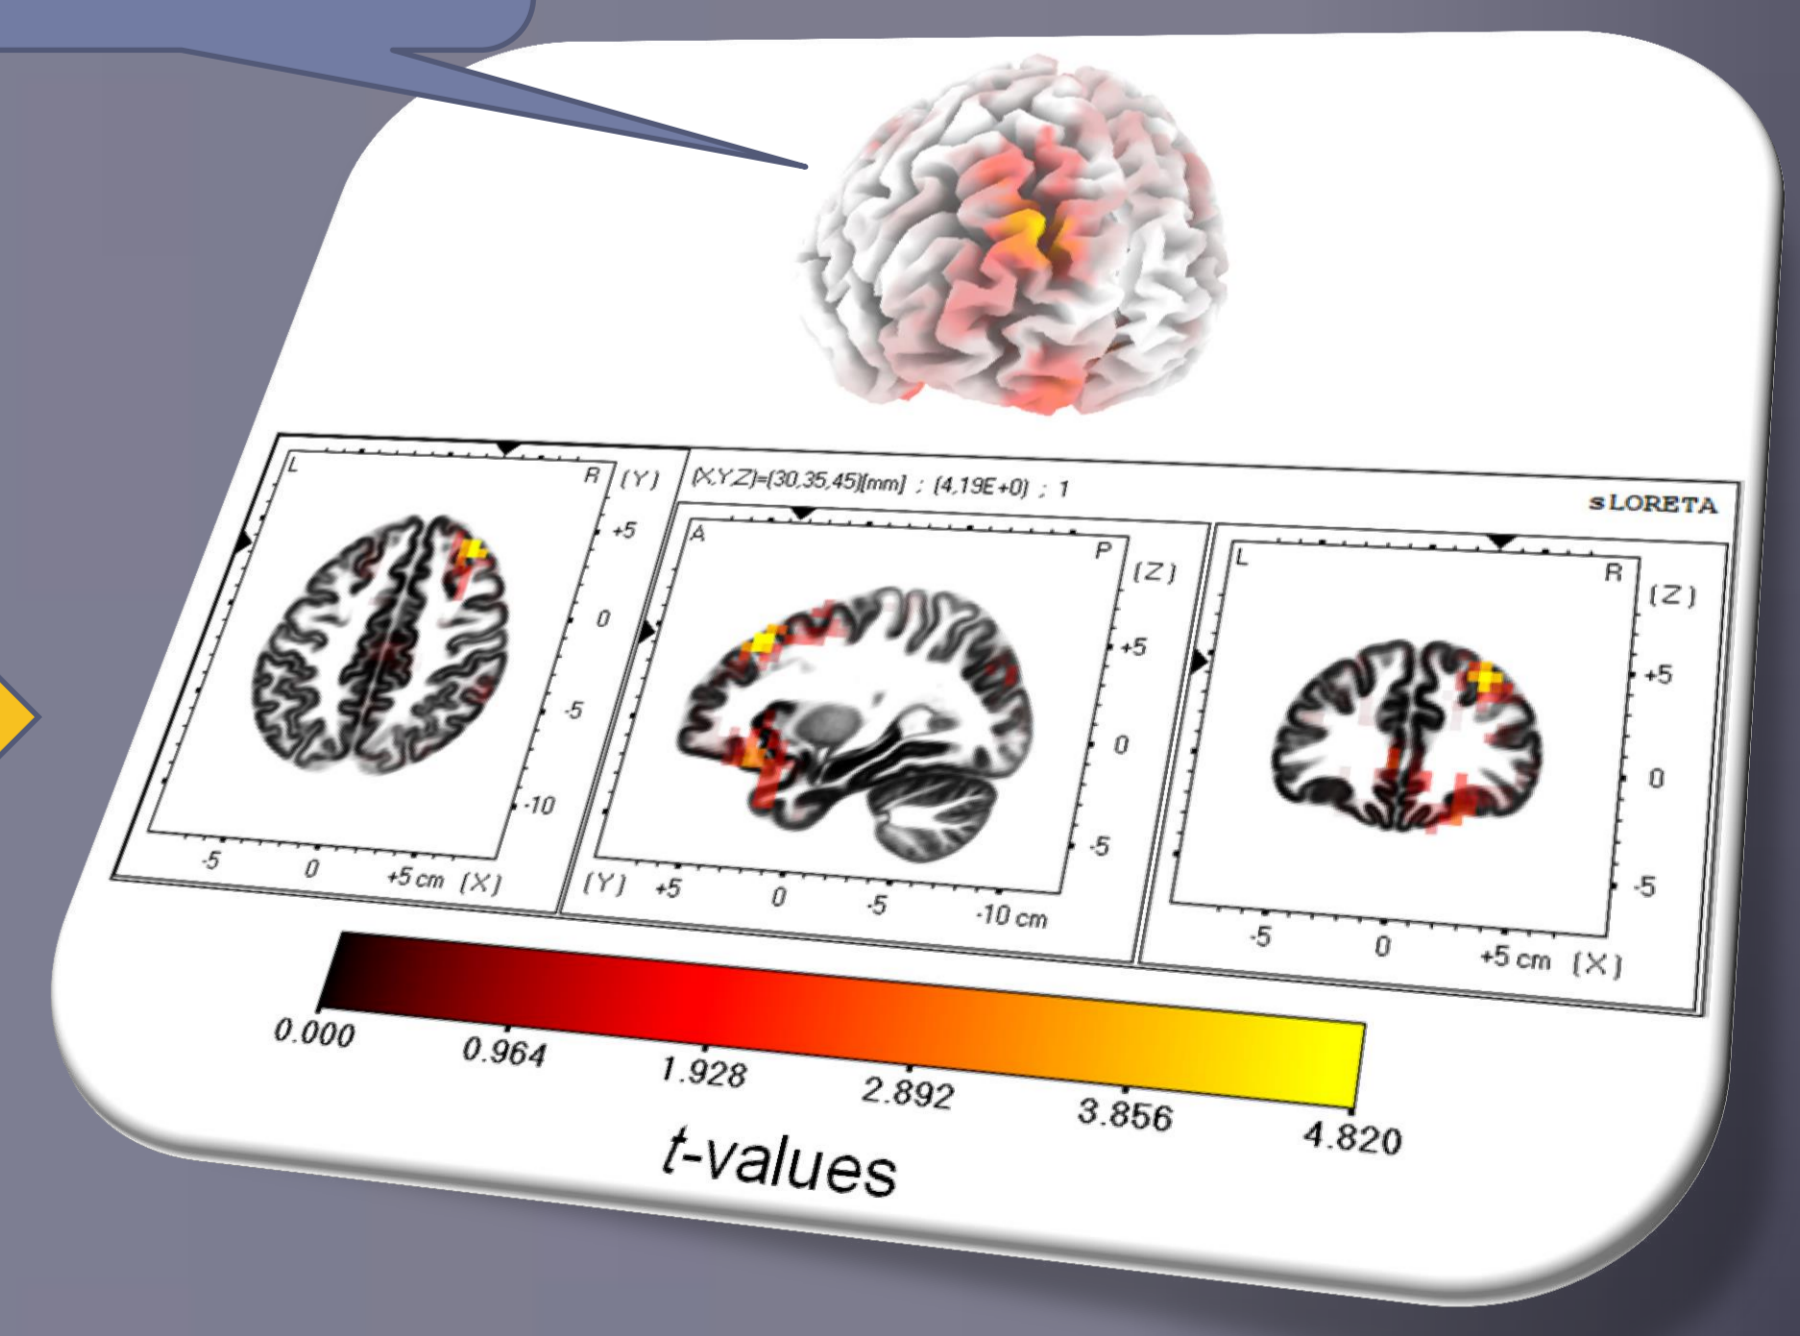 (X,Y,Z)=(30,35,45)[mm] ; (4,19E+0) ; 1
sLORETA
L R (Y)
+5
0
-5
-10
-5 0 +5 cm (X)
A P (Z)
+5
0
-5
(Y) +5 0 -5 -10 cm
L R (Z)
+5
0
-5
-5 0 +5 cm (X)
0.000 0.964 1.928 2.892 3.856 4.820
t-values